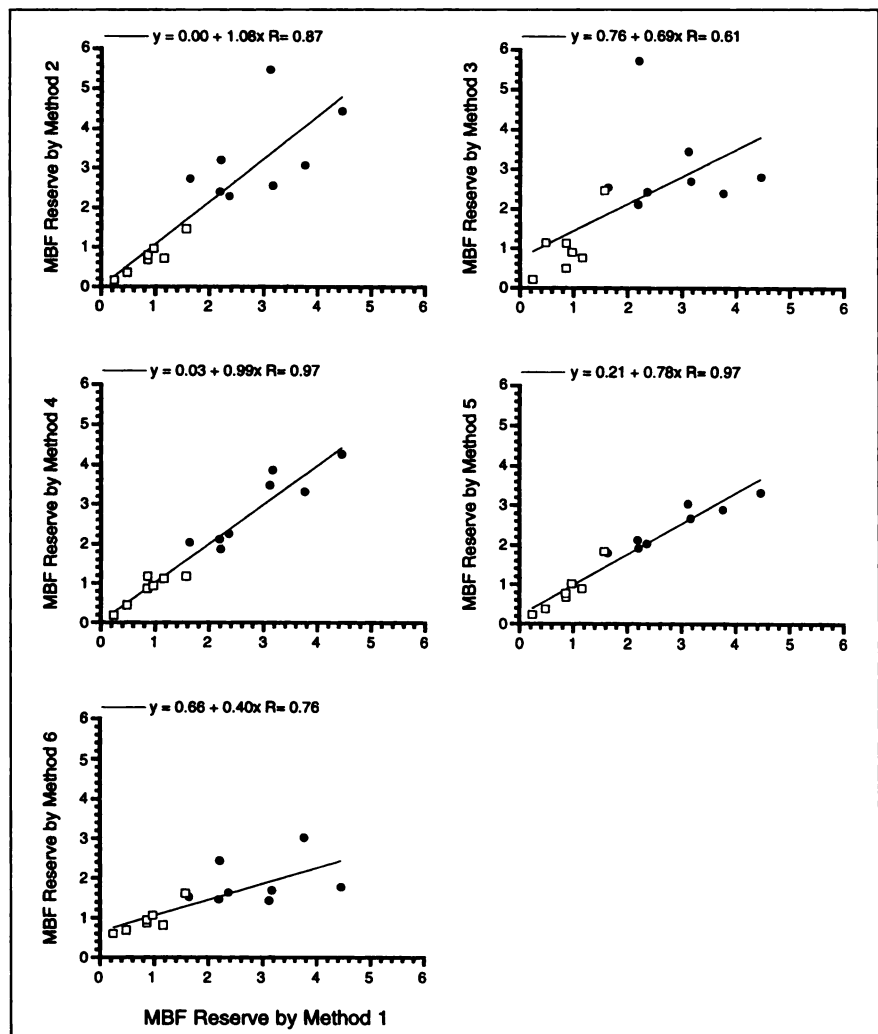 y = 0.00 + 1.08x R= 0.87
MBF Reserve by Method 2
6
5
4
3
2
1
0
0 1 2 3 4 5 6
y = 0.76 + 0.69x R= 0.61
MBF Reserve by Method 3
6
5
4
3
2
1
0
0 1 2 3 4 5 6
y = 0.03 + 0.99x R= 0.97
MBF Reserve by Method 4
6
5
4
3
2
1
0
0 1 2 3 4 5 6
y = 0.21 + 0.78x R= 0.97
MBF Reserve by Method 5
6
5
4
3
2
1
0
0 1 2 3 4 5 6
y = 0.66 + 0.40x R= 0.76
MBF Reserve by Method 6
6
5
4
3
2
1
0
0 1 2 3 4 5 6
MBF Reserve by Method 1